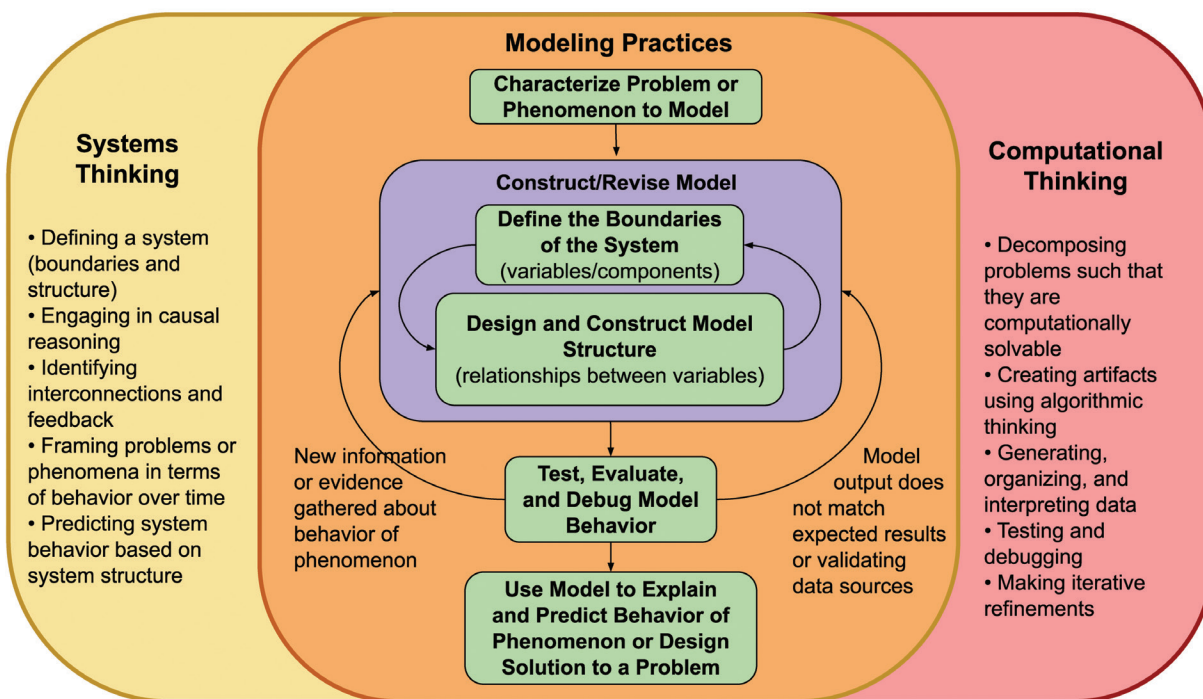 Systems
Thinking
• Defining a system
(boundaries and
structure)
• Engaging in causal
reasoning
• Identifying
interconnections and
feedback
• Framing problems or
phenomena in terms
of behavior over time
• Predicting system
behavior based on
system structure
Modeling Practices
Characterize Problem or
Phenomenon to Model
Construct/Revise Model
Define the Boundaries
of the System
(variables/components)
Design and Construct Model
Structure
(relationships between variables)
New information
or evidence
gathered about
behavior of
phenomenon
Test, Evaluate,
and Debug Model
Behavior
Model
output does
not match
expected results
or validating
data sources
Use Model to Explain
and Predict Behavior of
Phenomenon or Design
Solution to a Problem
Computational
Thinking
• Decomposing
problems such that
they are
computationally
solvable
• Creating artifacts
using algorithmic
thinking
• Generating,
organizing, and
interpreting data
• Testing and
debugging
• Making iterative
refinements